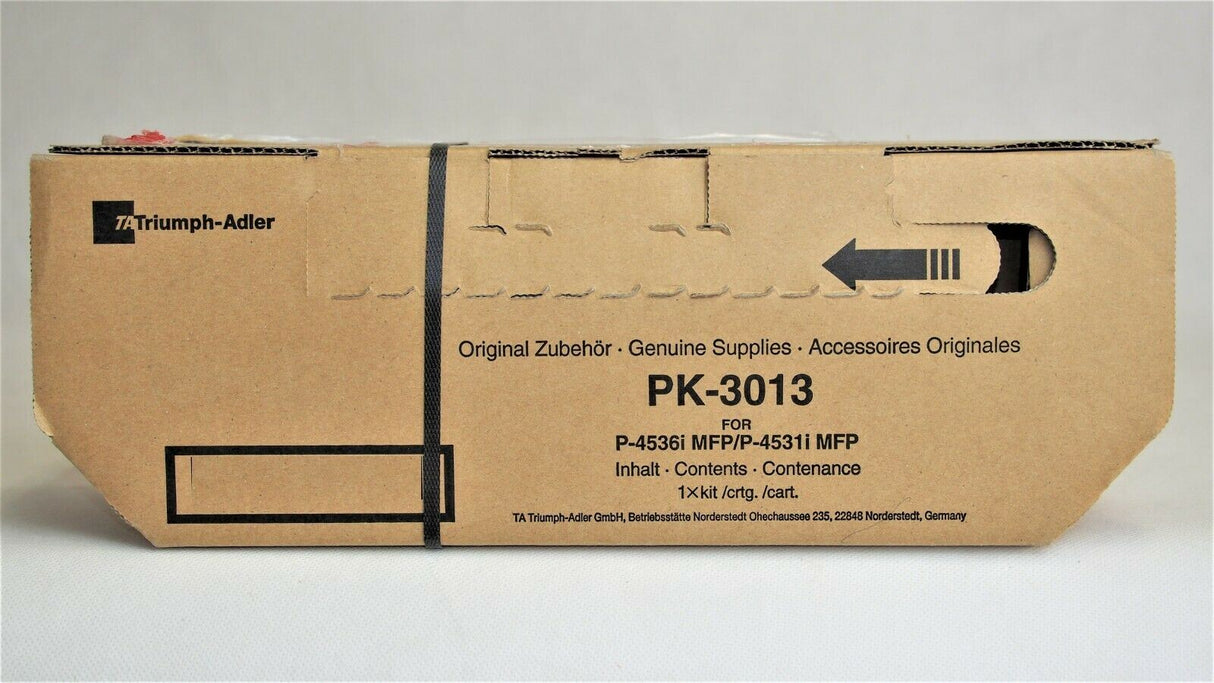 TA Triumph-Adler
Original Zubehör · Genuine Supplies · Accessoires Originales
PK-3013
FOR
P-4536i MFP/P-4531i MFP
Inhalt · Contents · Contenance
1×kit /crtg. /cart.
TA Triumph-Adler GmbH, Betriebsstätte Norderstedt Ohechaussee 235, 22848 Norderstedt, Germany